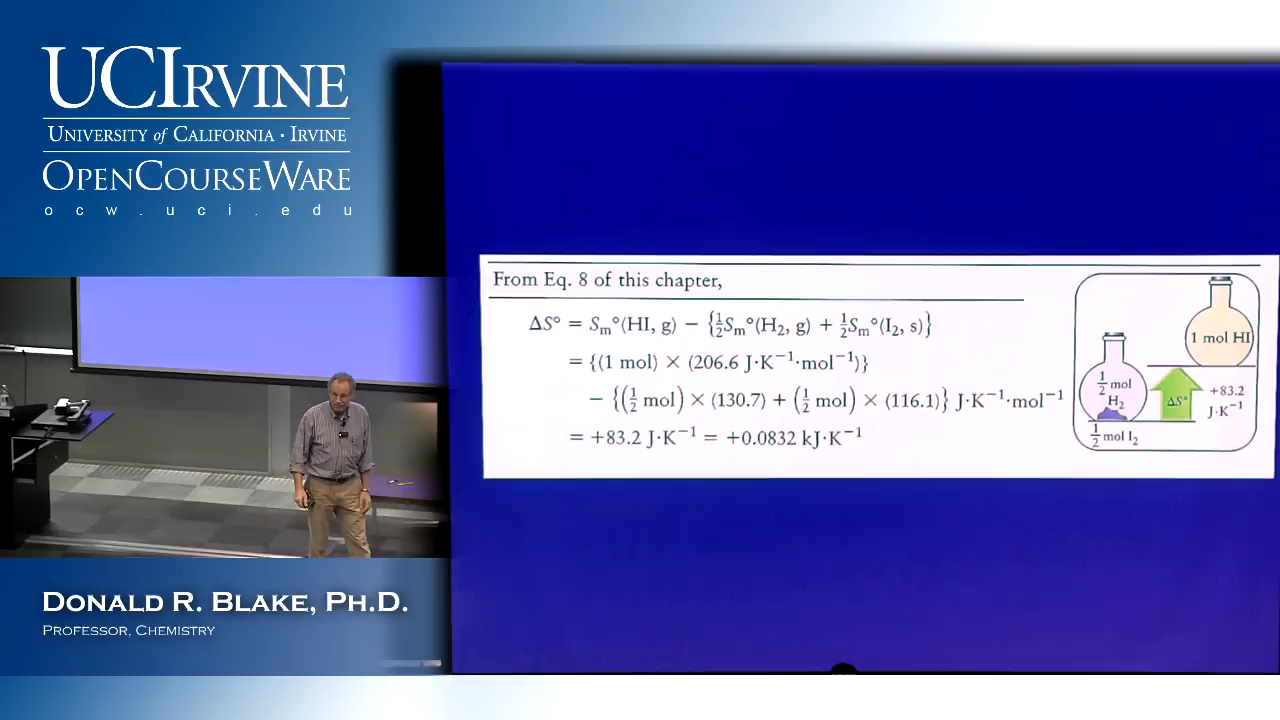 UCIRVINE
UNIVERSITY of CALIFORNIA · IRVINE
OPENCOURSEWARE
ocw.uci.edu
From Eq. 8 of this chapter,
ΔS° = Sm°(HI, g) − {½Sm°(H₂, g) + ½Sm°(I₂, s)}
= {(1 mol) × (206.6 J·K⁻¹·mol⁻¹)}
− {(½ mol) × (130.7) + (½ mol) × (116.1)} J·K⁻¹·mol⁻¹
= +83.2 J·K⁻¹ = +0.0832 kJ·K⁻¹
1 mol HI
½ mol
H₂
ΔS°
+83.2
J·K⁻¹
½ mol I₂
DONALD R. BLAKE, PH.D.
PROFESSOR, CHEMISTRY